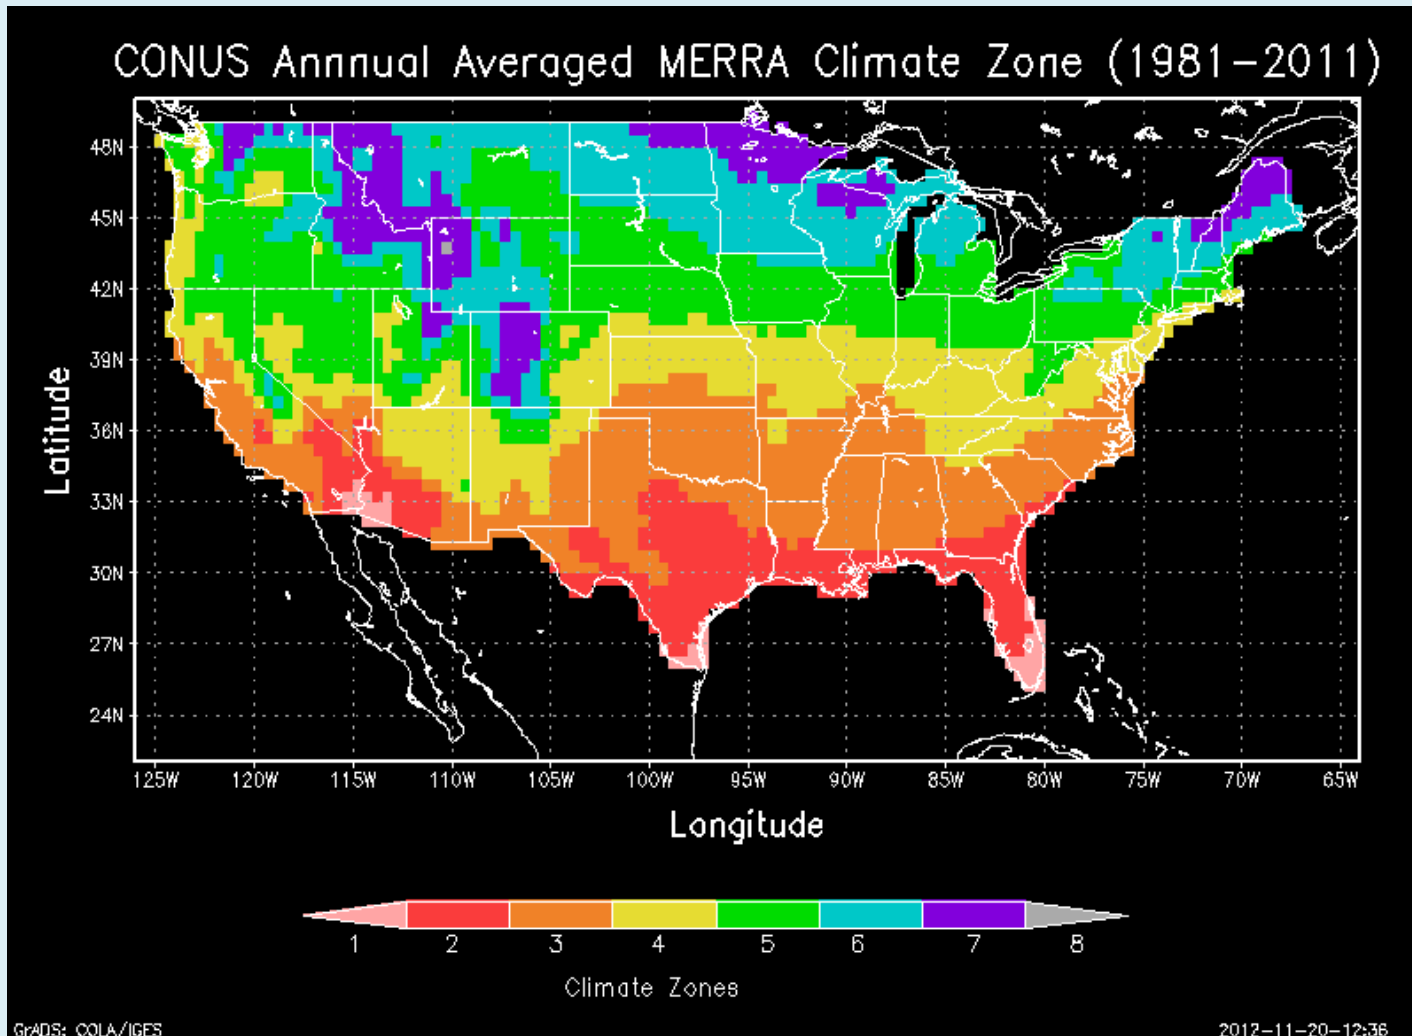 CONUS Annnual Averaged MERRA Climate Zone (1981-2011)
48N
45N
42N
39N
36N
33N
30N
27N
24N
Latitude
125W 120W 115W 110W 105W 100W 95W 90W 85W 80W 75W 70W 65W
Longitude
1 2 3 4 5 6 7 8
Climate Zones
GrADS: COLA/IGES
2012-11-20-12:36